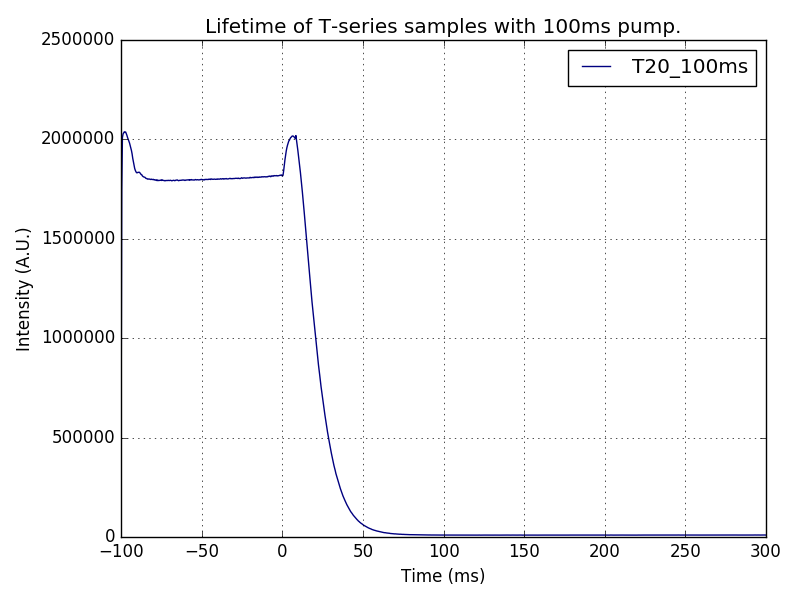 Lifetime of T-series samples with 100ms pump.
2500000
T20_100ms
2000000
1500000
Intensity (A.U.)
1000000
500000
0
−100 −50 0 50 100 150 200 250 300
Time (ms)